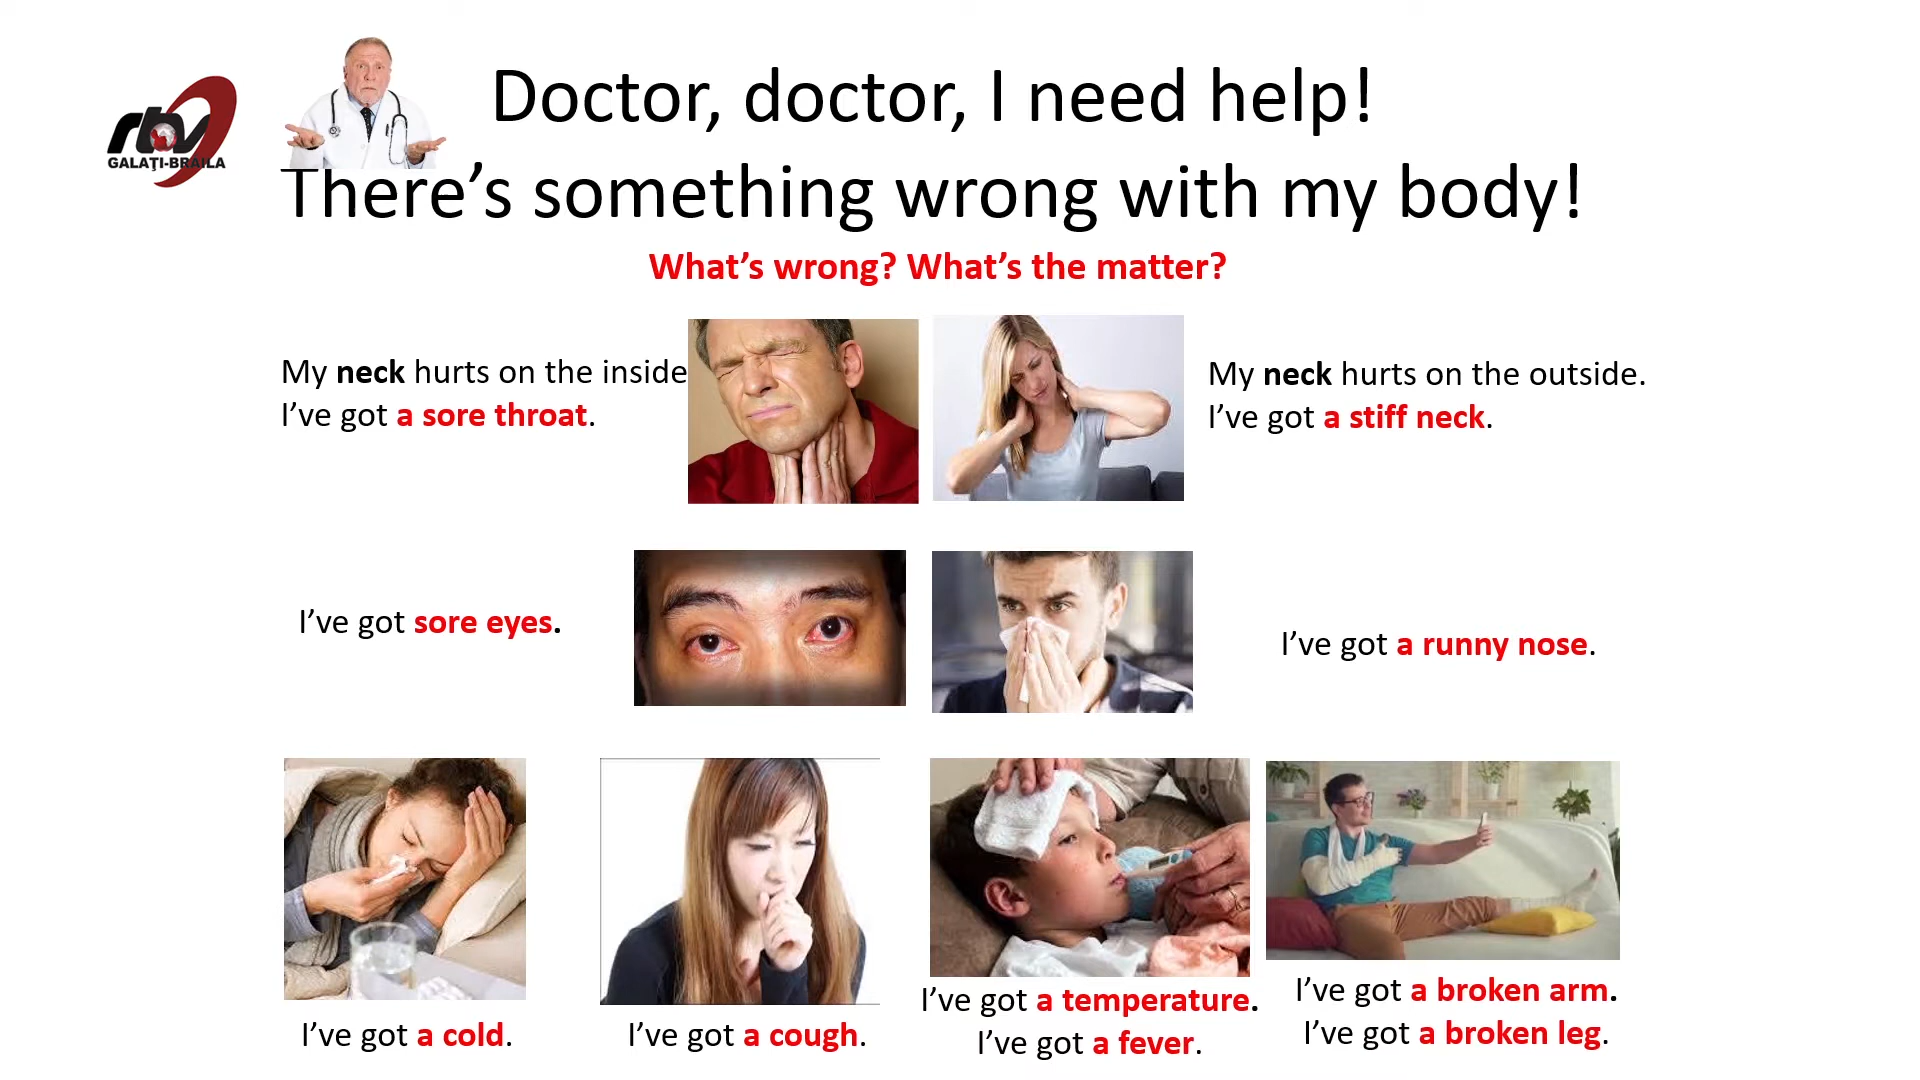 rtv
GALAŢI-BRAILA
Doctor, doctor, I need help!
There’s something wrong with my body!
What’s wrong? What’s the matter?
My neck hurts on the inside
I’ve got a sore throat.
My neck hurts on the outside.
I’ve got a stiff neck.
I’ve got sore eyes.
I’ve got a runny nose.
I’ve got a cold.
I’ve got a cough.
I’ve got a temperature.
I’ve got a fever.
I’ve got a broken arm.
I’ve got a broken leg.